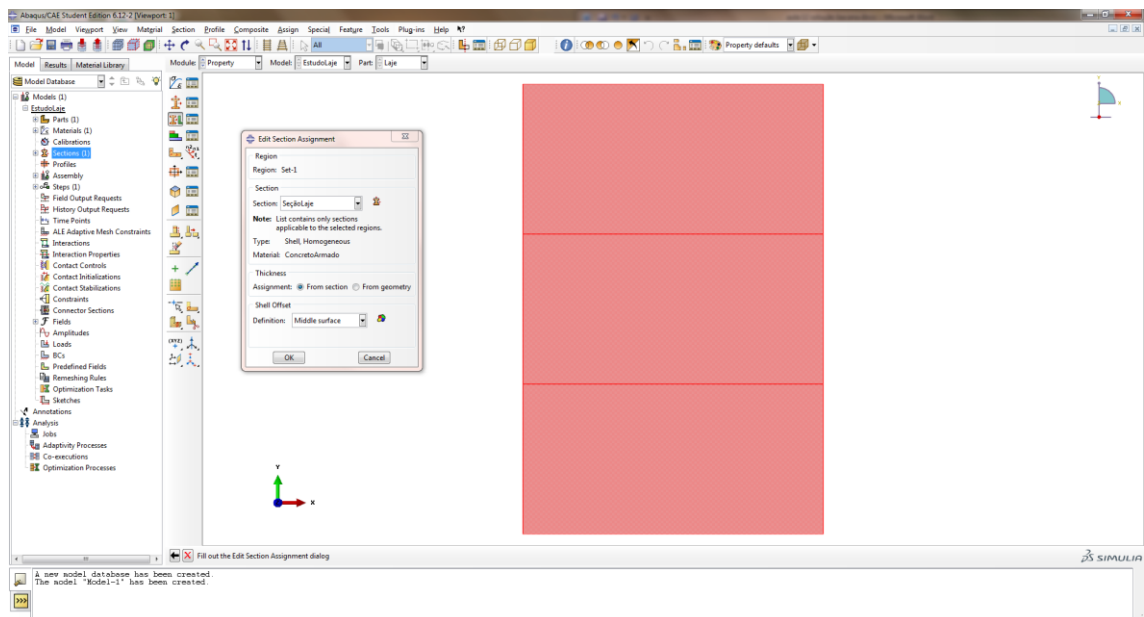 Abaqus/CAE Student Edition 6.12-2 [Viewport: 1]
File Model Viewport View Material Section Profile Composite Assign Special Feature Tools Plug-ins Help
All
Property defaults
Model Results Material Library
Module: Property Model: EstudoLaje Part: Laje
Model Database
Models (1)
EstudoLaje
Parts (1)
Materials (1)
Calibrations
Sections (1)
Profiles
Assembly
Steps (1)
Field Output Requests
History Output Requests
Time Points
ALE Adaptive Mesh Constraints
Interactions
Interaction Properties
Contact Controls
Contact Initializations
Contact Stabilizations
Constraints
Connector Sections
Fields
Amplitudes
Loads
BCs
Predefined Fields
Remeshing Rules
Optimization Tasks
Sketches
Annotations
Analysis
Jobs
Adaptivity Processes
Co-executions
Optimization Processes
Edit Section Assignment
Region
Region: Set-1
Section
Section: SeçãoLaje
Note: List contains only sections
applicable to the selected regions.
Type: Shell, Homogeneous
Material: ConcretoArmado
Thickness
Assignment: From section From geometry
Shell Offset
Definition: Middle surface
OK Cancel
Y
X
Fill out the Edit Section Assignment dialog
SIMULIA
A new model database has been created.
The model "Model-1" has been created.